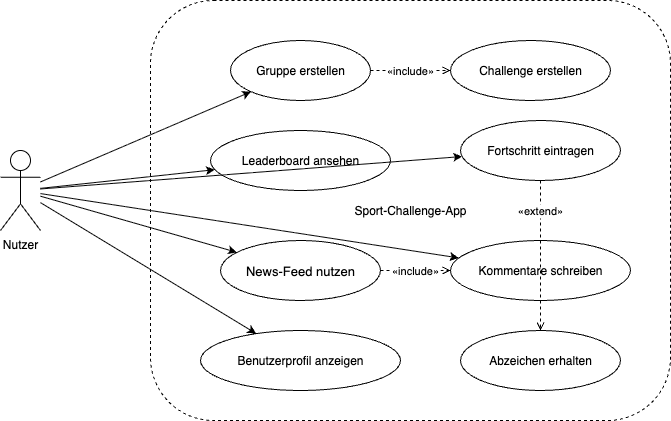 Gruppe erstellen
«include»
Challenge erstellen
Leaderboard ansehen
Fortschritt eintragen
Nutzer
Sport-Challenge-App
«extend»
News-Feed nutzen
«include»
Kommentare schreiben
Benutzerprofil anzeigen
Abzeichen erhalten